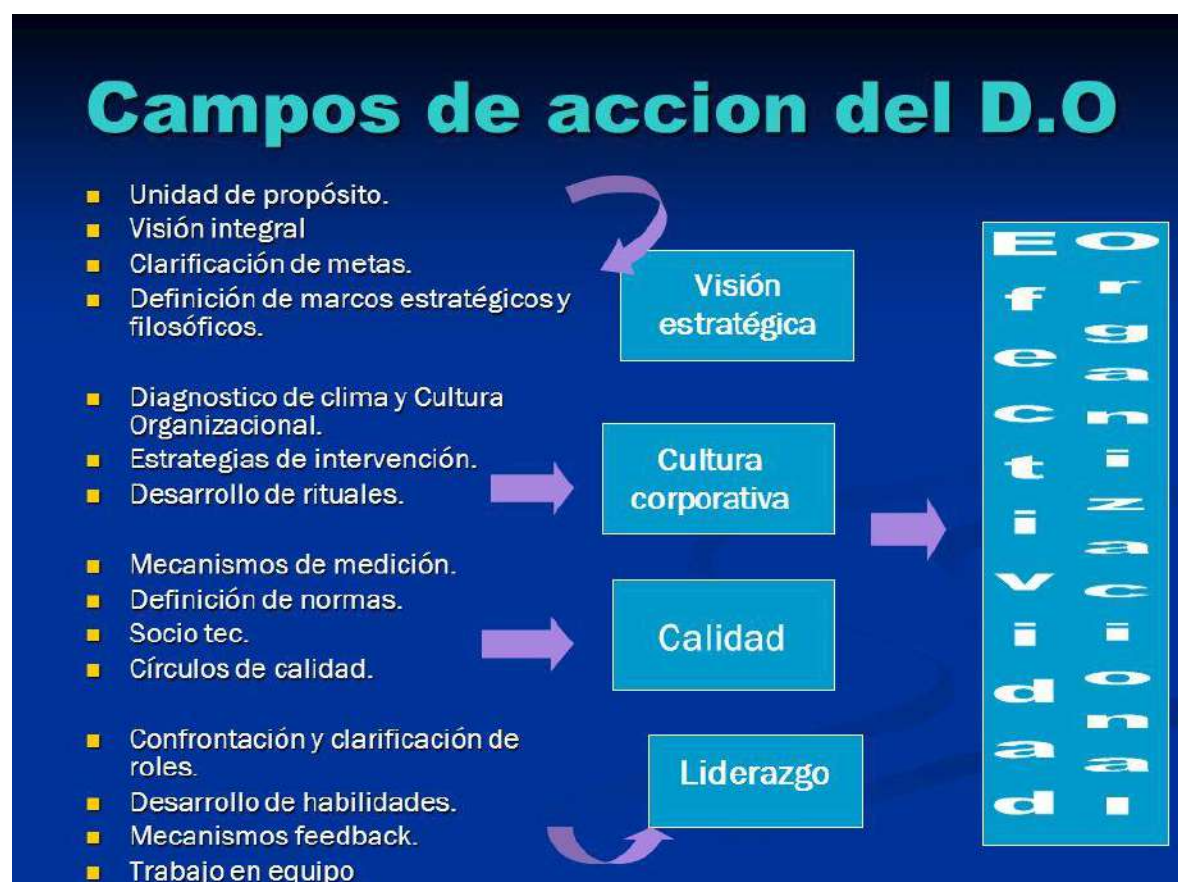 Campos de accion del D.O
Unidad de propósito.
Visión integral
Clarificación de metas.
Definición de marcos estratégicos y
filosóficos.
Visión
estratégica
Diagnostico de clima y Cultura
Organizacional.
Estrategias de intervención.
Desarrollo de rituales.
Cultura
corporativa
Mecanismos de medición.
Definición de normas.
Socio tec.
Círculos de calidad.
Calidad
Confrontación y clarificación de
roles.
Desarrollo de habilidades.
Mecanismos feedback.
Trabajo en equipo
Liderazgo
Efectividad
Organizacional